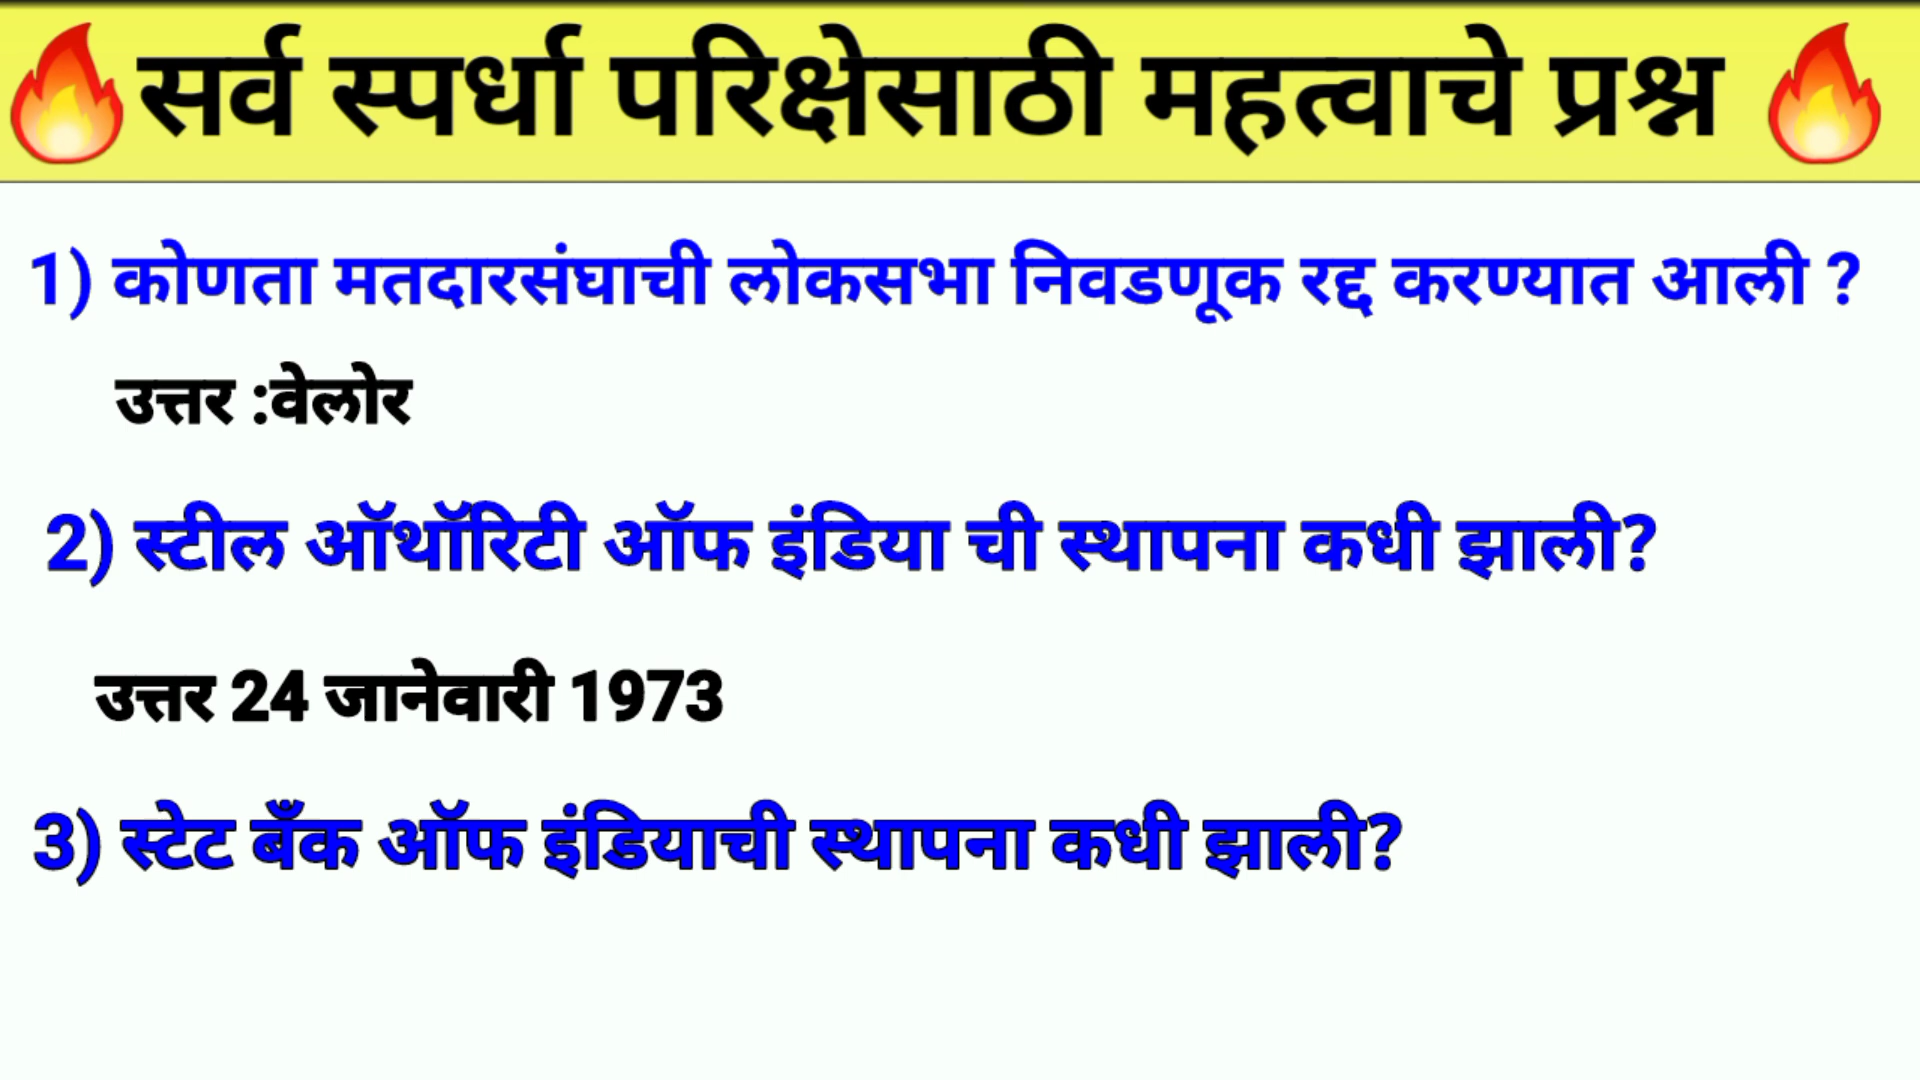 🔥सर्व स्पर्धा परिक्षेसाठी महत्वाचे प्रश्न 🔥
1) कोणता मतदारसंघाची लोकसभा निवडणूक रद्द करण्यात आली ?
उत्तर :वेलोर
2) स्टील ऑथॉरिटी ऑफ इंडिया ची स्थापना कधी झाली?
उत्तर 24 जानेवारी 1973
3) स्टेट बँक ऑफ इंडियाची स्थापना कधी झाली?